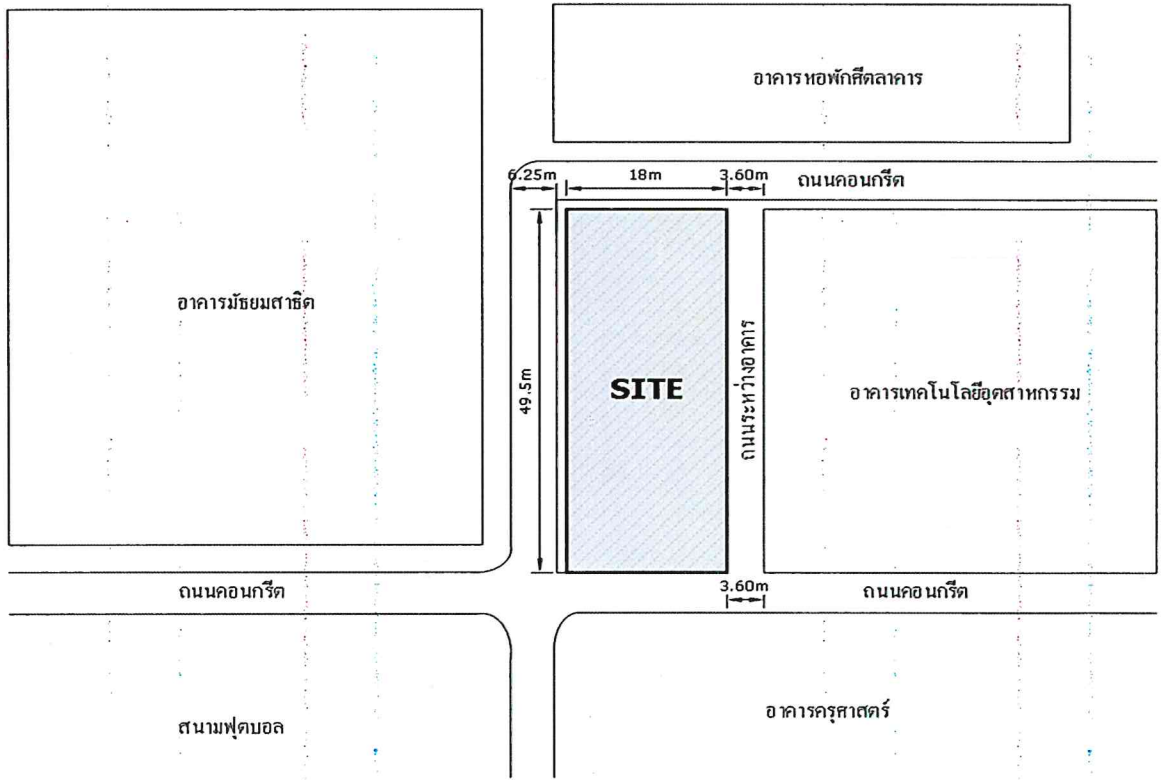 อาคารหอพักศีตลาคาร
6.25m
18m
3.60m
ถนนคอนกรีต
อาคารมัธยมสาธิต
49.5m
SITE
ถนนระหว่างอาคาร
อาคารเทคโนโลยีอุตสาหกรรม
ถนนคอนกรีต
3.60m
ถนนคอนกรีต
สนามฟุตบอล
อาคารครุศาสตร์